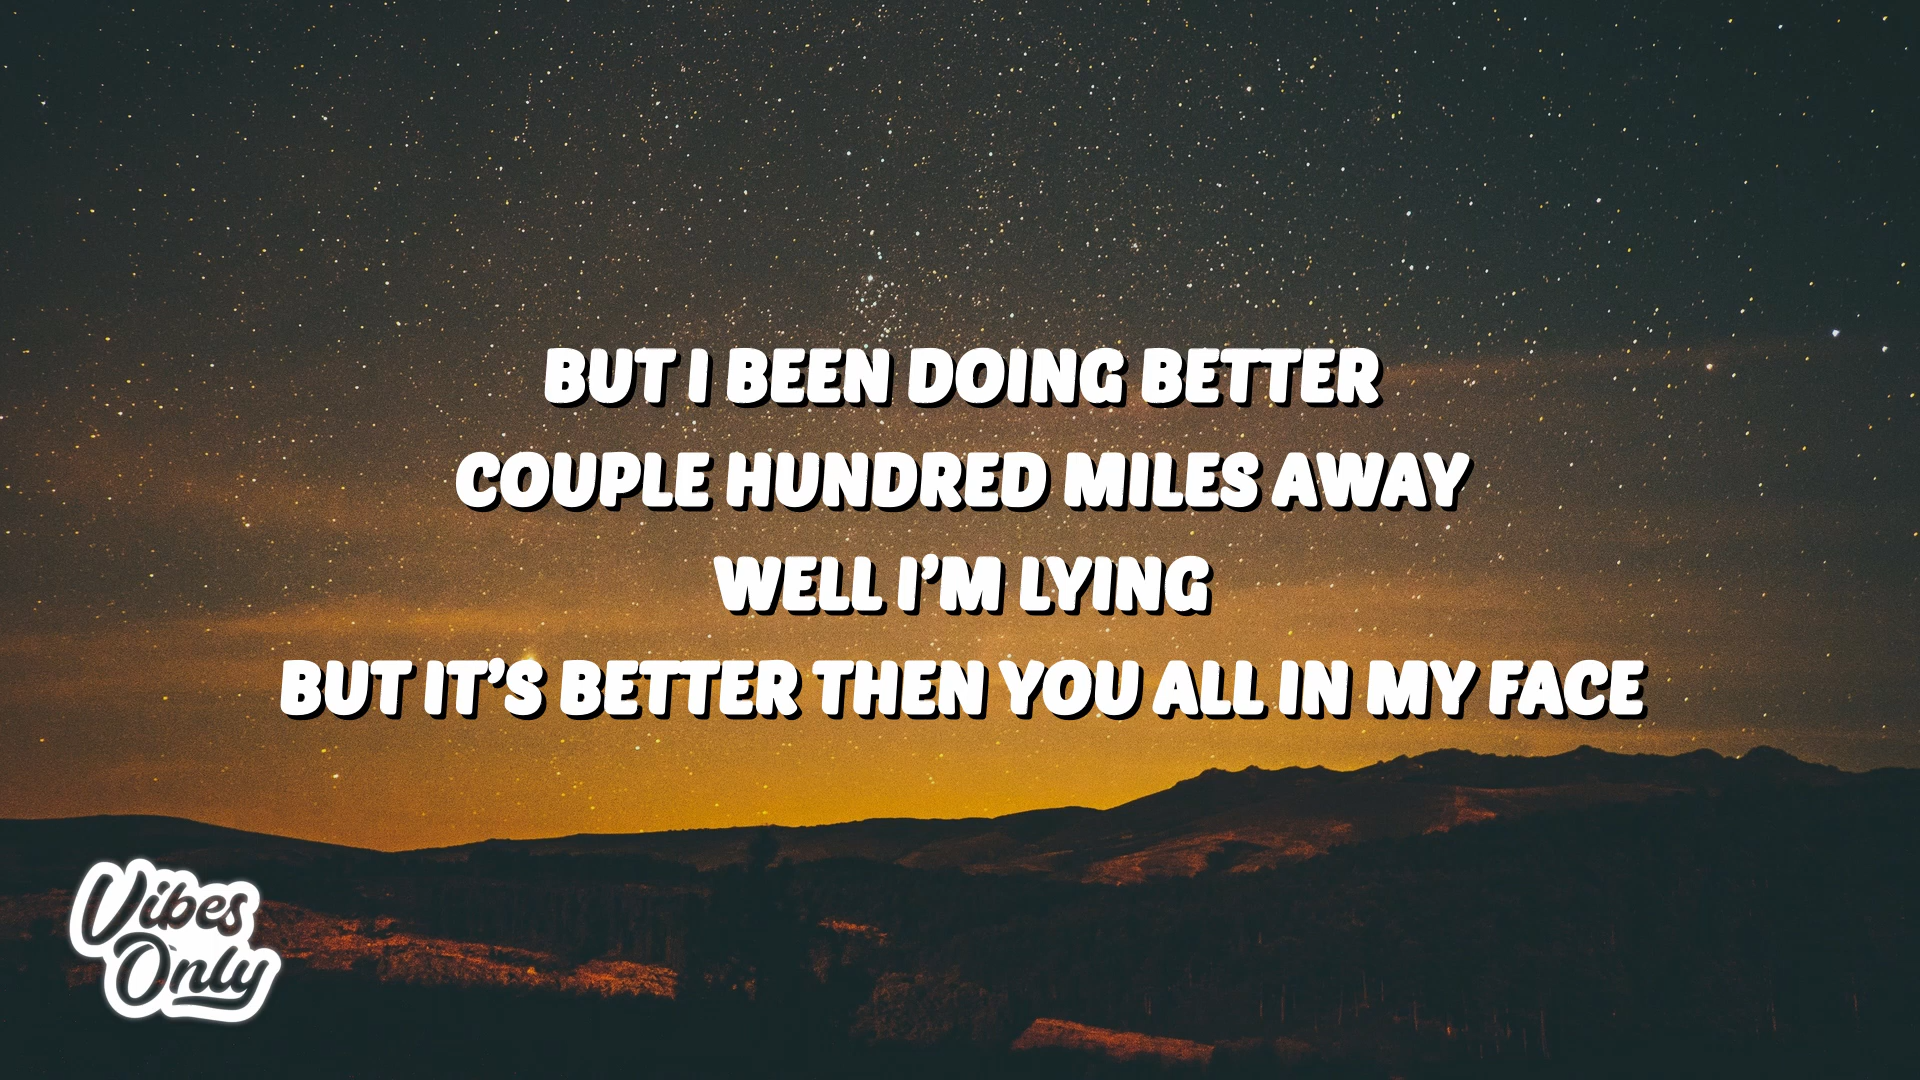 BUT I BEEN DOING BETTER
COUPLE HUNDRED MILES AWAY
WELL I’M LYING
BUT IT’S BETTER THEN YOU ALL IN MY FACE
Vibes
Only